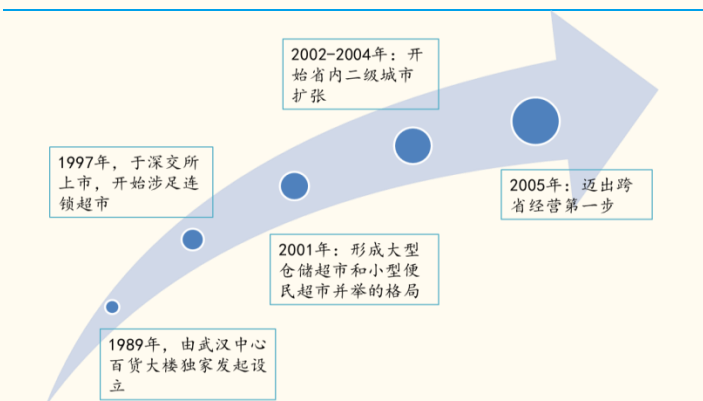 2002-2004年：开
始省内二级城市
扩张
1997年，于深交所
上市，开始涉足连
锁超市
2005年：迈出跨
省经营第一步
2001年：形成大型
仓储超市和小型便
民超市并举的格局
1989年，由武汉中心
百货大楼独家发起设
立